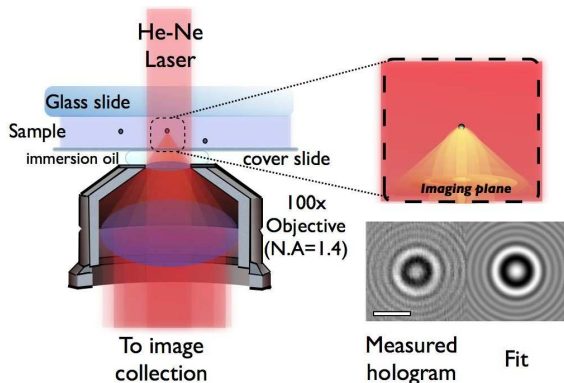 He-Ne
Laser
Glass slide
Sample
immersion oil
cover slide
100x
Objective
(N.A=1.4)
To image
collection
Imaging plane
Measured
hologram
Fit